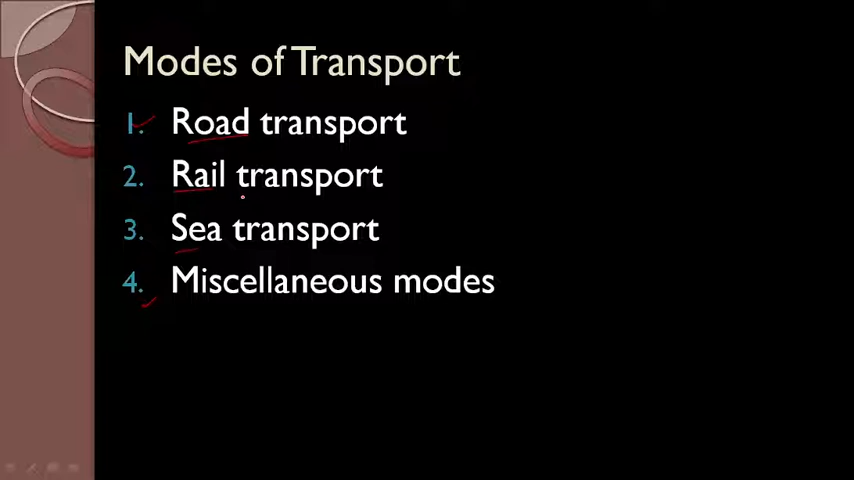 Modes of Transport
1. Road transport
2. Rail transport
3. Sea transport
4. Miscellaneous modes